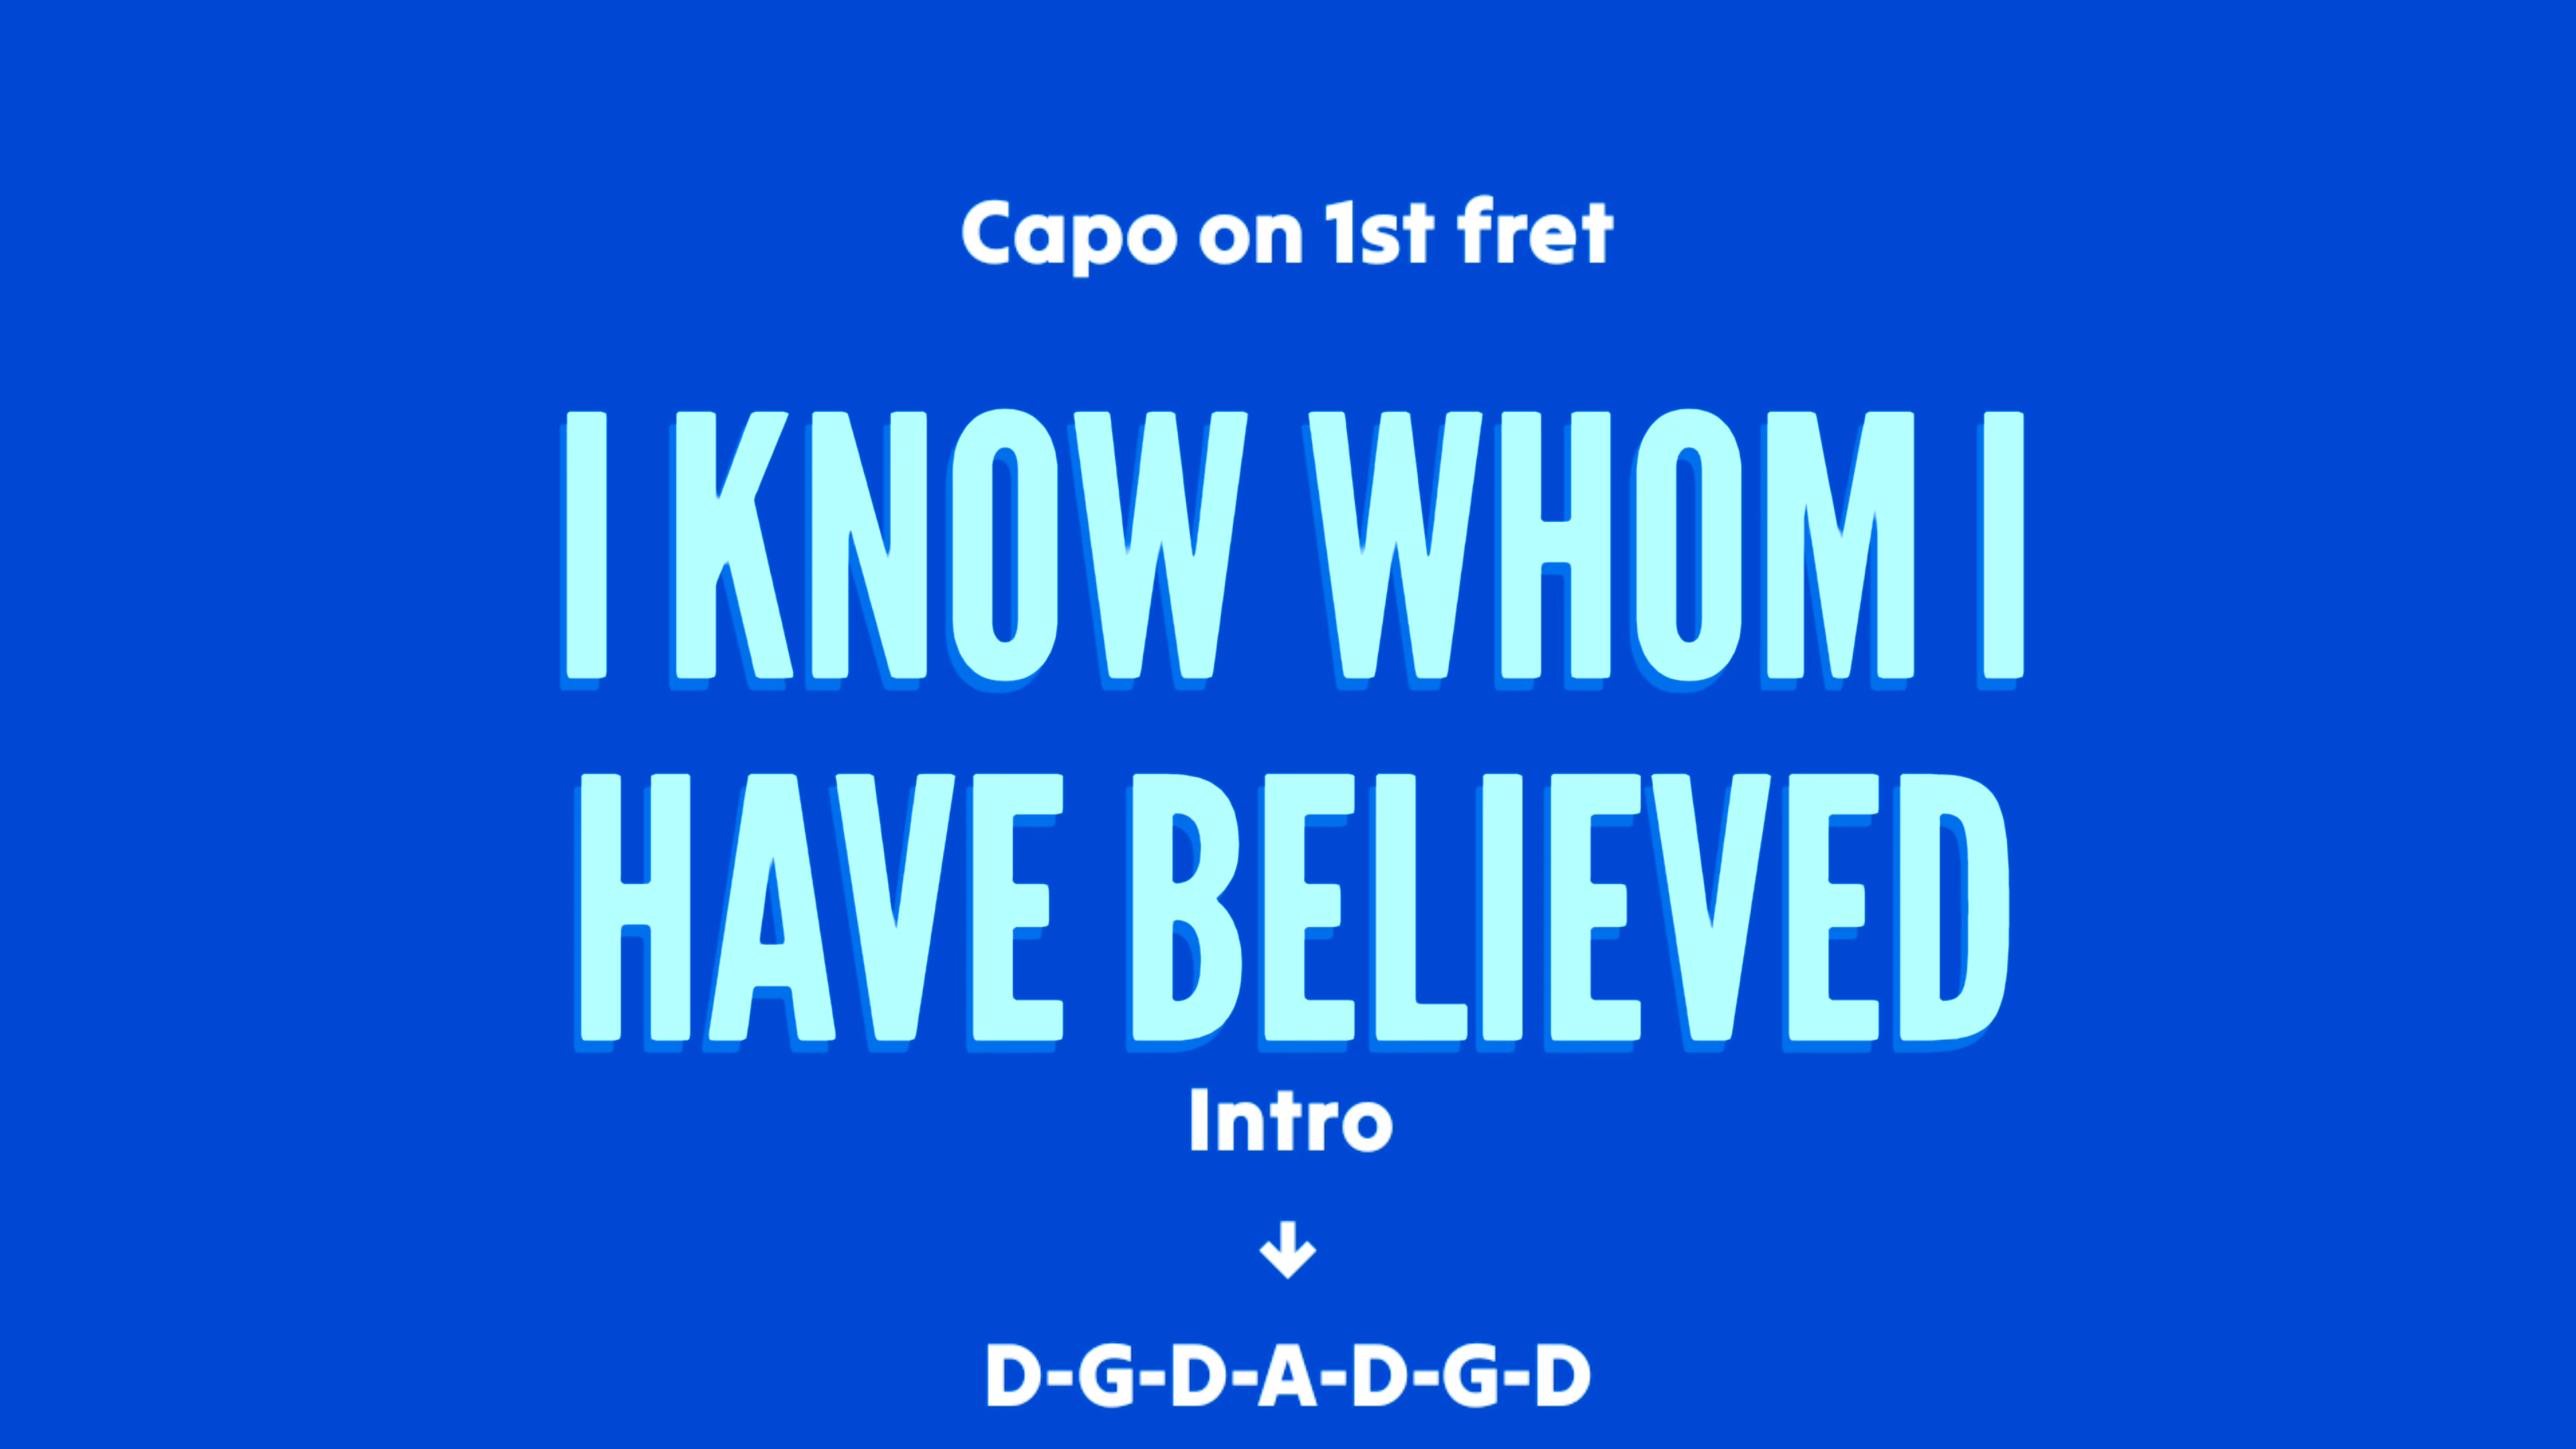 Capo on 1st fret
I KNOW WHOM I
HAVE BELIEVED
Intro
↓
D-G-D-A-D-G-D